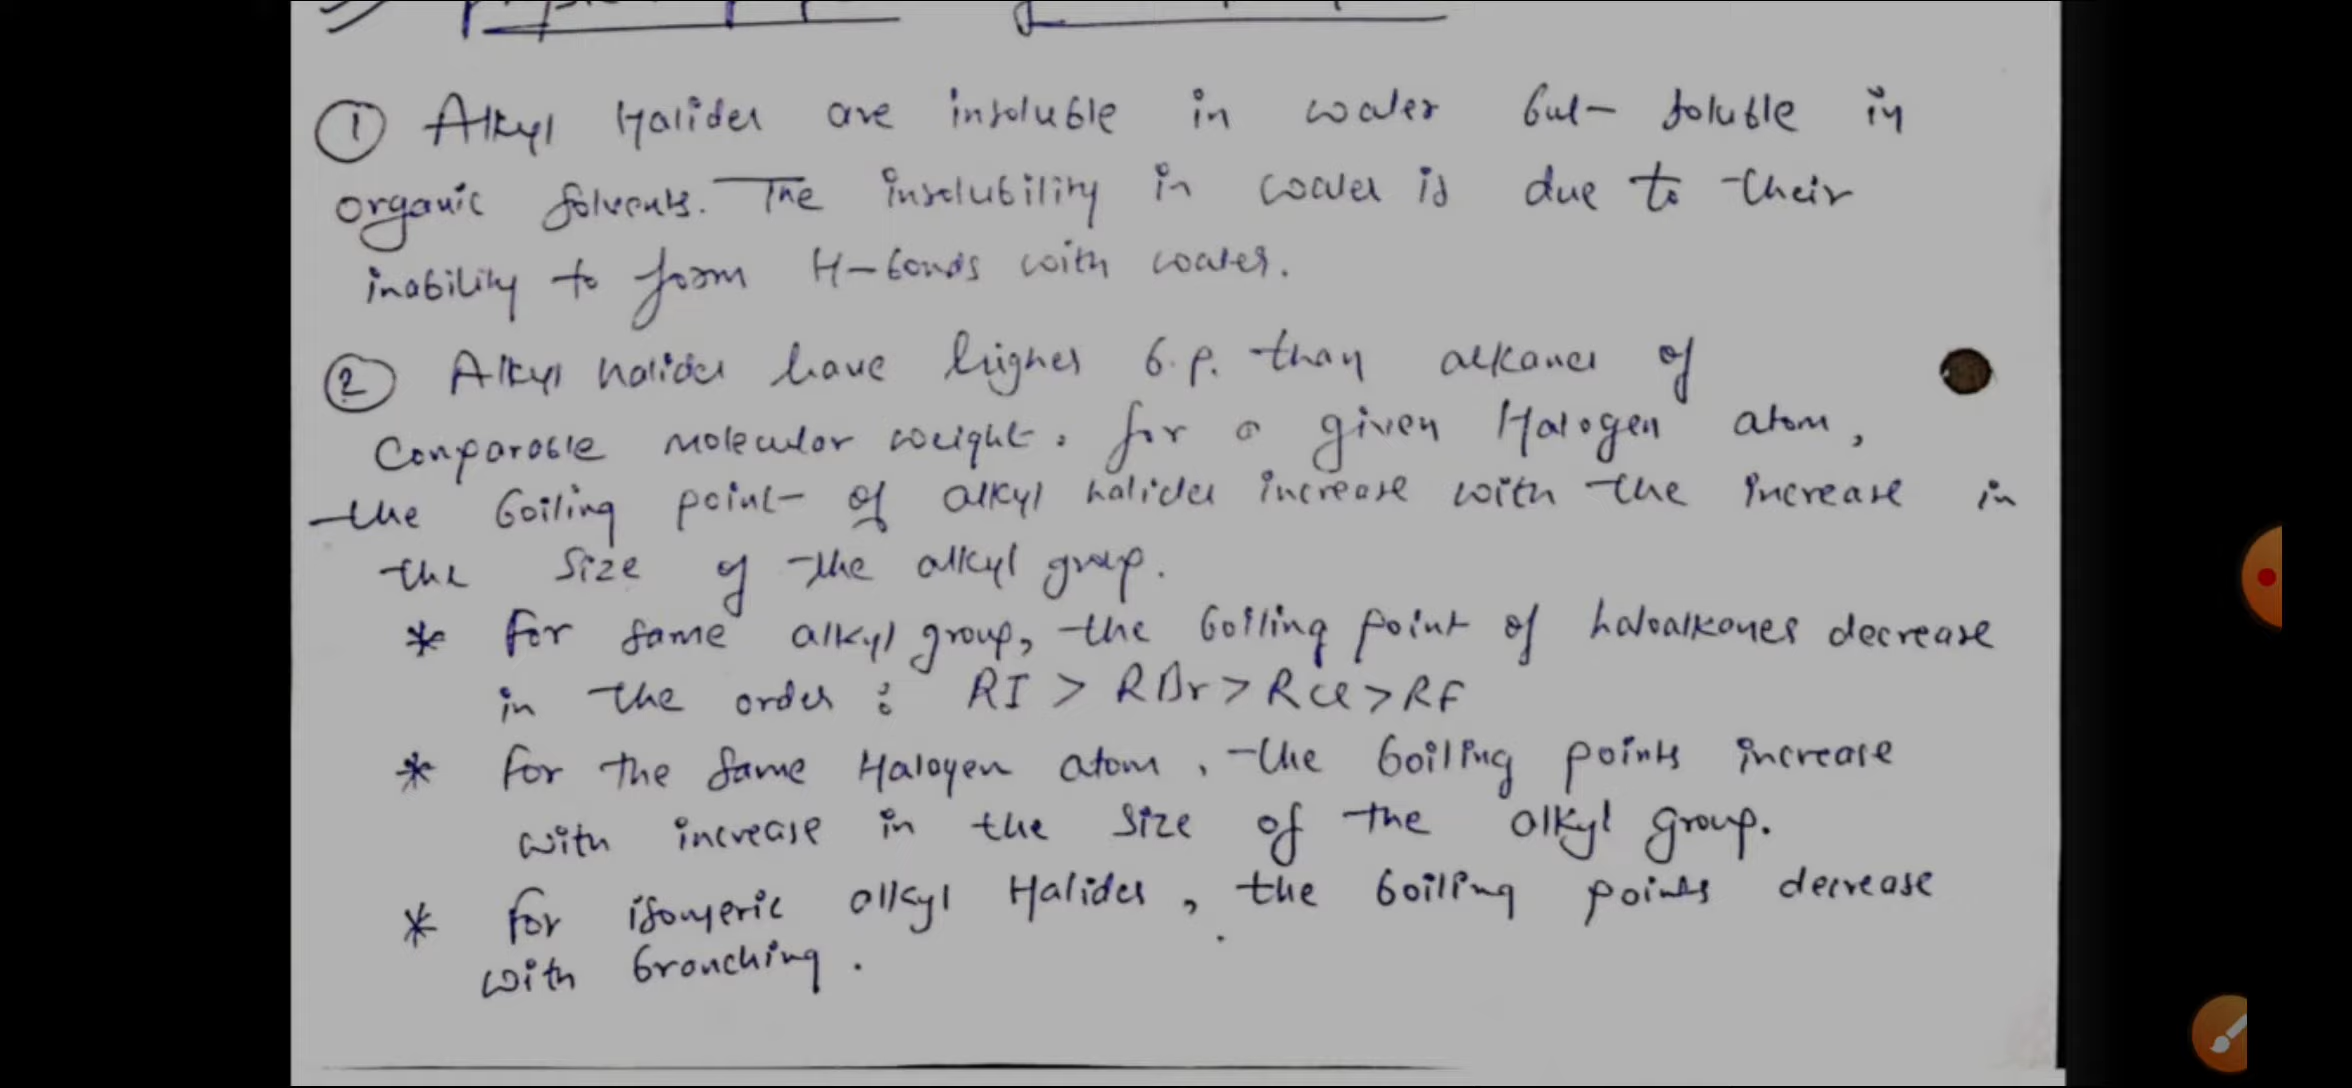 ① Alkyl Halides are insoluble in water but soluble in
organic solvents. The insolubility in water is due to their
inability to form H-bonds with water.
② Alkyl halides have higher b.p. than alkanes of
Comparable molecular weight. for a given Halogen atom,
the boiling point of alkyl halides increase with the increase in
the size of the alkyl group.
* for same alkyl group, the boiling point of haloalkanes decrease
in the order : RI > RBr > RCl > RF
* for the same Halogen atom, the boiling points increase
with increase in the size of the alkyl group.
* for isomeric alkyl Halides, the boiling points decrease
with branching.